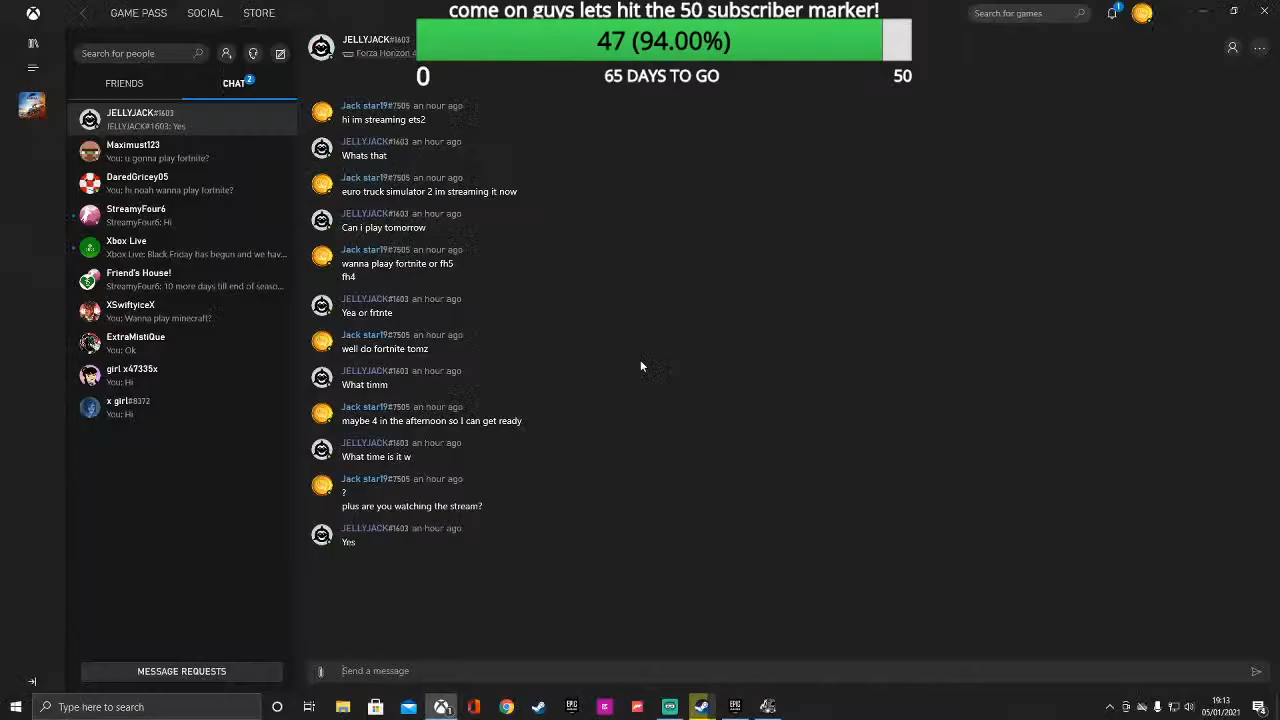 come on guys lets hit the 50 subscriber marker!
GAME PASS
SOCIAL
STORE
Search for games
47 (94.00%)
0
65 DAYS TO GO
50
Search for people
FRIENDS
CHAT 2
JELLYJACK#1603
JELLYJACK#1603: Yes
Maximust123
You: u gonna play fortnite?
DaredGricey05
You: hi noah wanna play fortnite?
StreamyFour6
StreamyFour6: Hi
Xbox Live
Xbox Live: Black Friday has begun and we hav...
Friend's House!
StreamyFour6: 10 more days till end of seaso...
XSwiftyIceX
You: Wanna play minecraft?
ExtraMistiQue
You: Ok
girl x47335x
You: Hi
x girl#8372
You: Hi
MESSAGE REQUESTS
JELLYJACK#1603
Forza Horizon 4
Jack star19#7505 an hour ago
hi im streaming ets2
JELLYJACK#1603 an hour ago
Whats that
Jack star19#7505 an hour ago
euro truck simulator 2 im streaming it now
JELLYJACK#1603 an hour ago
Can i play tomorrow
Jack star19#7505 an hour ago
wanna plaay fortnite or fh5
fh4
JELLYJACK#1603 an hour ago
Yea or frtnte
Jack star19#7505 an hour ago
well do fortnite tomz
JELLYJACK#1603 an hour ago
What timm
Jack star19#7505 an hour ago
maybe 4 in the afternoon so I can get ready
JELLYJACK#1603 an hour ago
What time is it w
Jack star19#7505 an hour ago
?
plus are you watching the stream?
JELLYJACK#1603 an hour ago
Yes
Send a message
Type here to search
EPIC
EPIC
19:13
05/01/2021